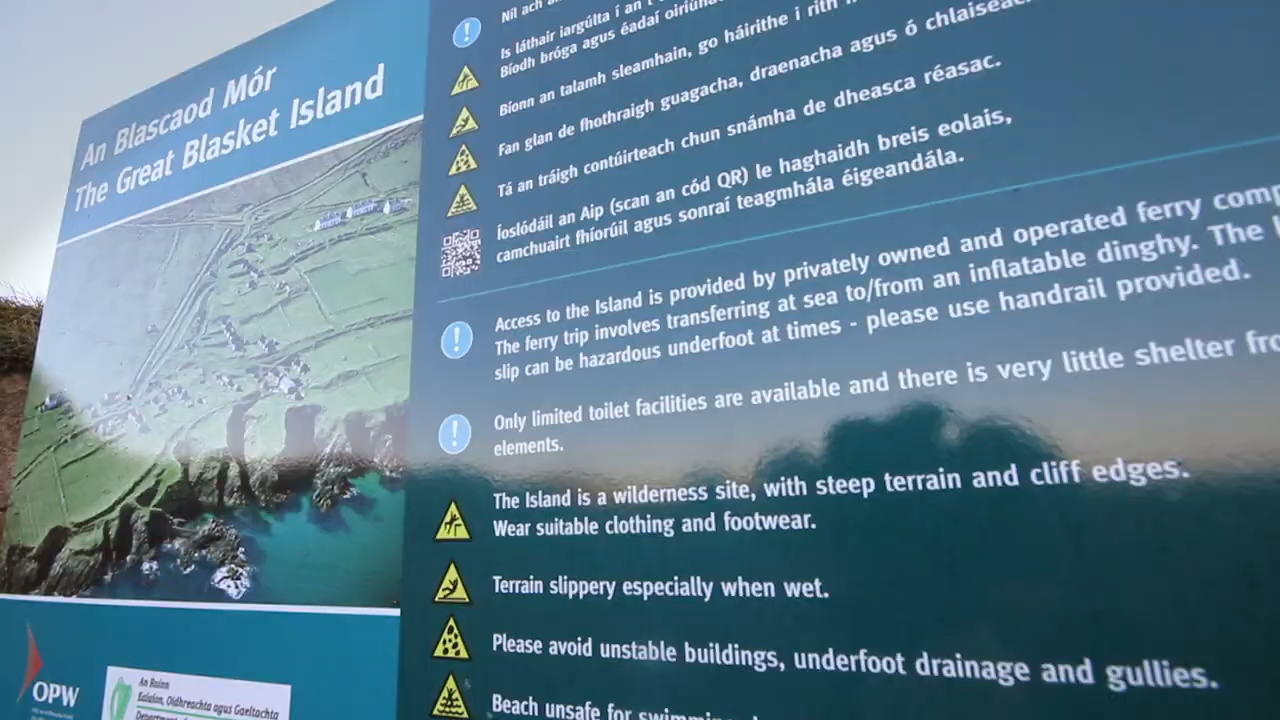 An Blascaod Mór
The Great Blasket Island
Níl ach
Is láthair iargúlta í an
Bíodh bróga agus éadaí
Bíonn an talamh sleamhain, go háirithe i rith
Fan glan de fhothraigh guagacha, draenacha agus ó
Tá an tráigh contúirteach chun snámha de dheasca réasac.
Íoslódáil an Aip (scan an cód QR) le haghaidh breis eolais,
camchuairt fhíorúil agus sonraí teagmhála éigeandála.
Access to the Island is provided by privately owned and operated ferry
The ferry trip involves transferring at sea to/from an inflatable dinghy. The
slip can be hazardous underfoot at times - please use handrail provided.
Only limited toilet facilities are available and there is very little shelter
elements.
The Island is a wilderness site, with steep terrain and cliff edges.
Wear suitable clothing and footwear.
Terrain slippery especially when wet.
Please avoid unstable buildings, underfoot drainage and gullies.
Beach unsafe for
OPW
An Roinn
Ealaíon, Oidhreachta agus Gaeltachta